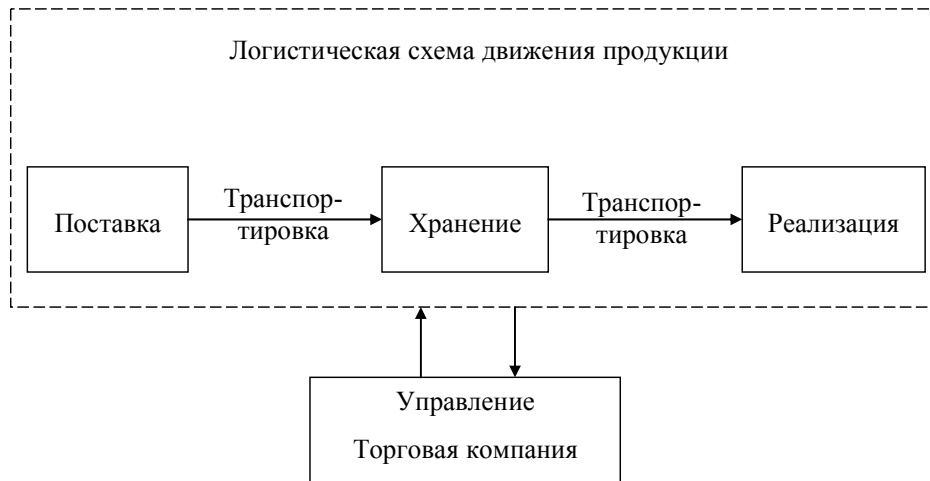 Логистическая схема движения продукции
Транспор-
тировка
Транспор-
тировка
Поставка
Хранение
Реализация
Управление
Торговая компания